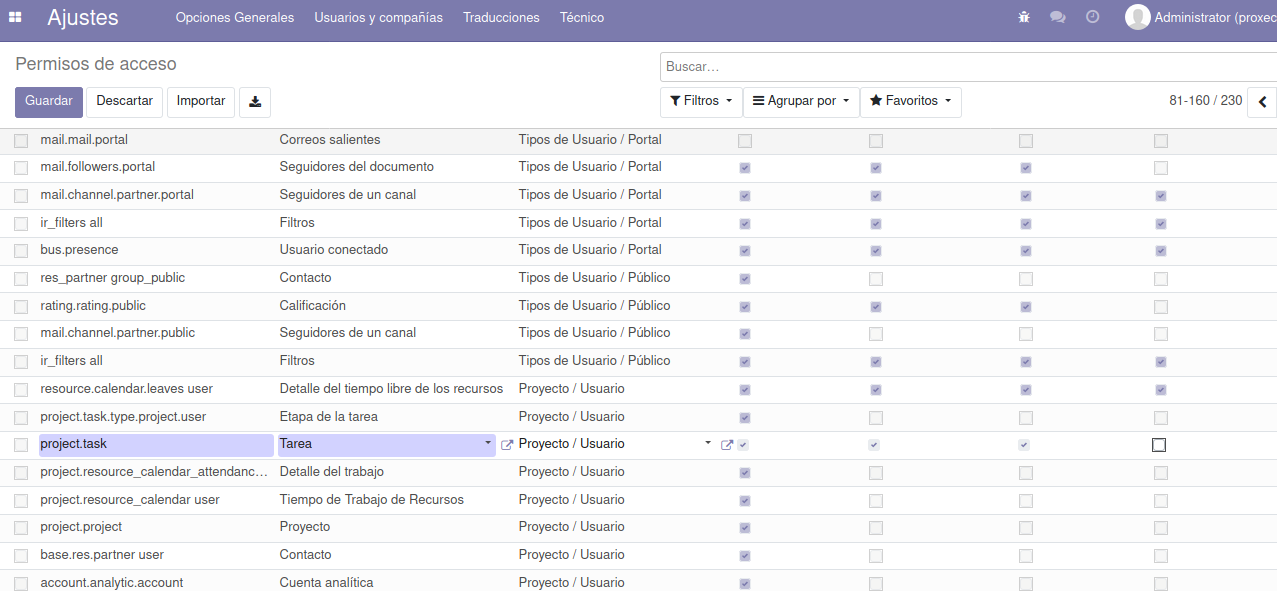 Ajustes Opciones Generales Usuarios y compañías Traducciones Técnico Administrator (proxec
Permisos de acceso
Buscar...
Guardar Descartar Importar Filtros Agrupar por Favoritos 81-160 / 230
mail.mail.portal Correos salientes Tipos de Usuario / Portal
mail.followers.portal Seguidores del documento Tipos de Usuario / Portal
mail.channel.partner.portal Seguidores de un canal Tipos de Usuario / Portal
ir_filters all Filtros Tipos de Usuario / Portal
bus.presence Usuario conectado Tipos de Usuario / Portal
res_partner group_public Contacto Tipos de Usuario / Público
rating.rating.public Calificación Tipos de Usuario / Público
mail.channel.partner.public Seguidores de un canal Tipos de Usuario / Público
ir_filters all Filtros Tipos de Usuario / Público
resource.calendar.leaves user Detalle del tiempo libre de los recursos Proyecto / Usuario
project.task.type.project.user Etapa de la tarea Proyecto / Usuario
project.task Tarea Proyecto / Usuario
project.resource_calendar_attendanc... Detalle del trabajo Proyecto / Usuario
project.resource_calendar user Tiempo de Trabajo de Recursos Proyecto / Usuario
project.project Proyecto Proyecto / Usuario
base.res.partner user Contacto Proyecto / Usuario
account.analytic.account Cuenta analítica Proyecto / Usuario